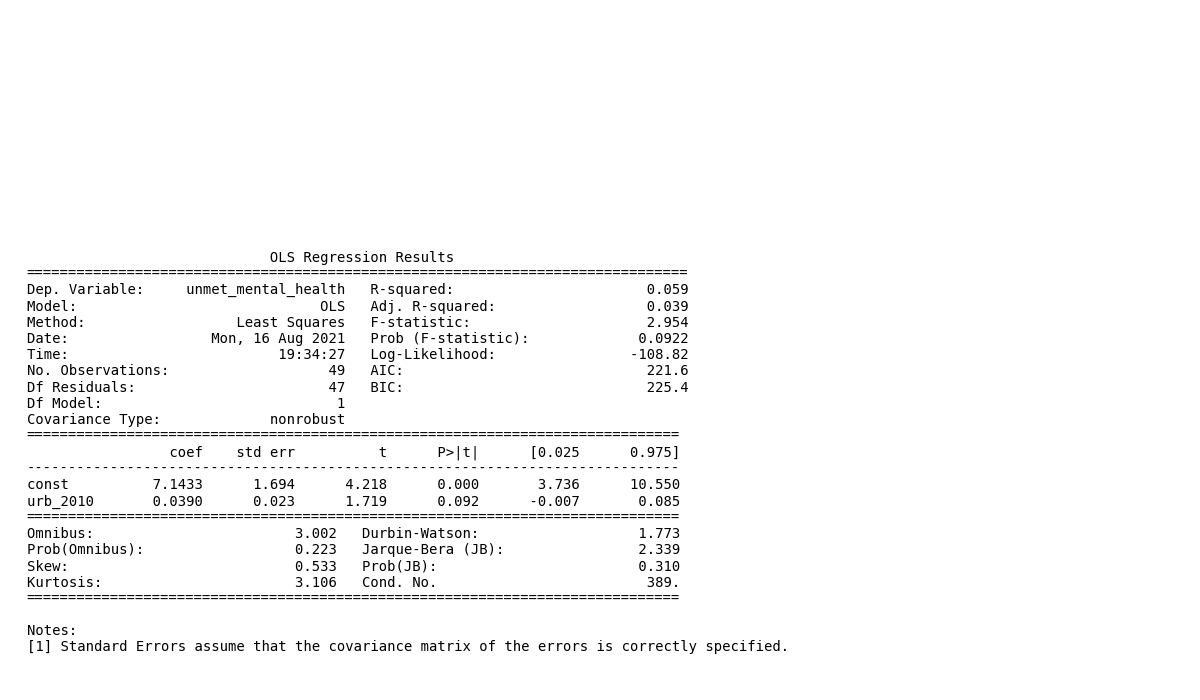 OLS Regression Results
==============================================================================
Dep. Variable:     unmet_mental_health   R-squared:                       0.059
Model:                             OLS   Adj. R-squared:                  0.039
Method:                  Least Squares   F-statistic:                     2.954
Date:                 Mon, 16 Aug 2021   Prob (F-statistic):             0.0922
Time:                         19:34:27   Log-Likelihood:                -108.82
No. Observations:                   49   AIC:                             221.6
Df Residuals:                       47   BIC:                             225.4
Df Model:                            1
Covariance Type:             nonrobust
==============================================================================
                 coef    std err          t      P>|t|      [0.025      0.975]
------------------------------------------------------------------------------
const          7.1433      1.694      4.218      0.000       3.736      10.550
urb_2010       0.0390      0.023      1.719      0.092      -0.007       0.085
==============================================================================
Omnibus:                        3.002   Durbin-Watson:                   1.773
Prob(Omnibus):                  0.223   Jarque-Bera (JB):                2.339
Skew:                           0.533   Prob(JB):                        0.310
Kurtosis:                       3.106   Cond. No.                         389.
==============================================================================
Notes:
[1] Standard Errors assume that the covariance matrix of the errors is correctly specified.